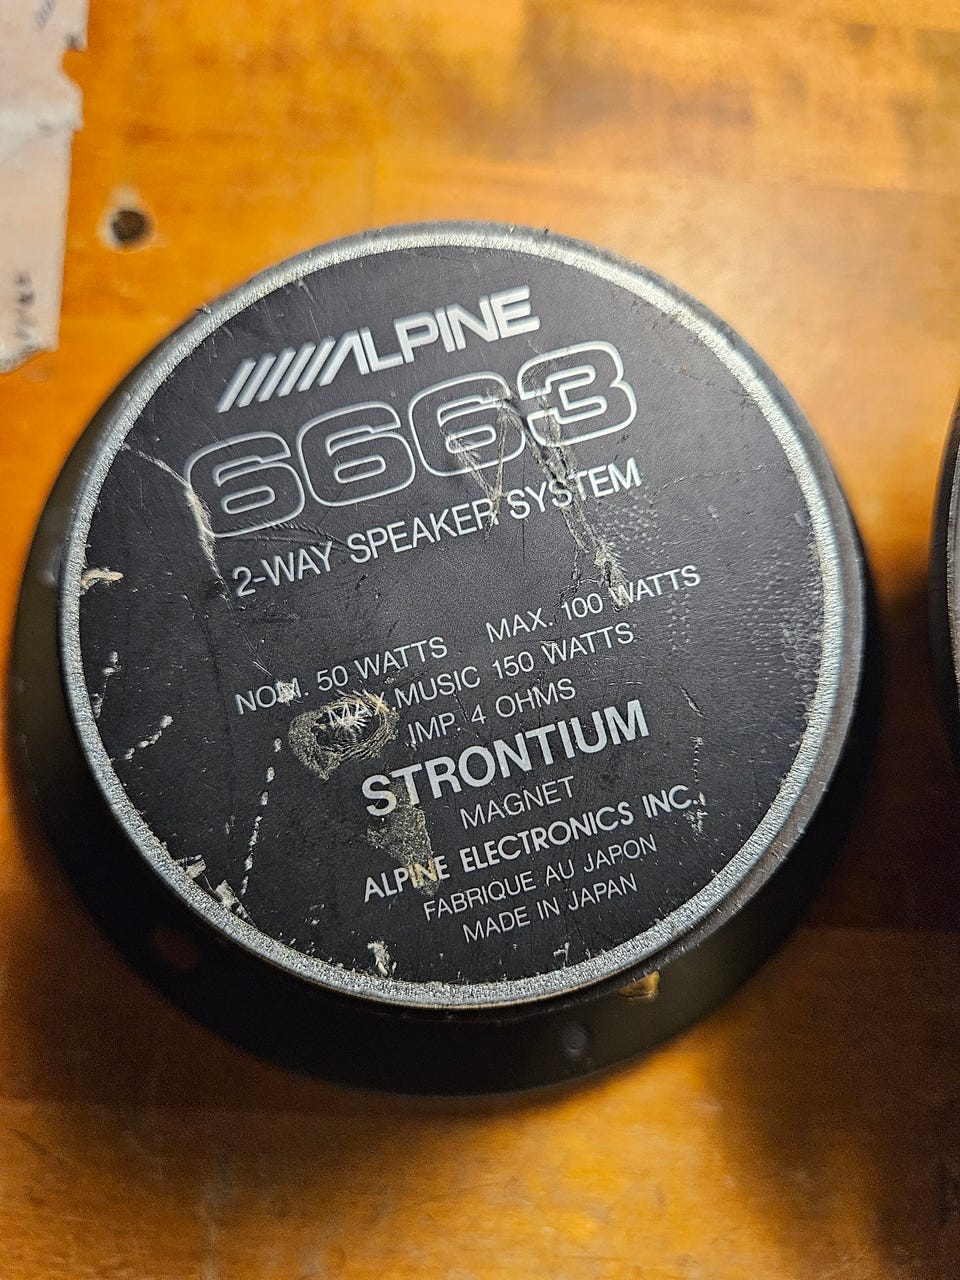 ALPINE
6663
2-WAY SPEAKER SYSTEM
NOM. 50 WATTS MAX. 100 WATTS
MAX. MUSIC 150 WATTS
IMP. 4 OHMS
STRONTIUM
MAGNET
ALPINE ELECTRONICS INC.
FABRIQUE AU JAPON
MADE IN JAPAN